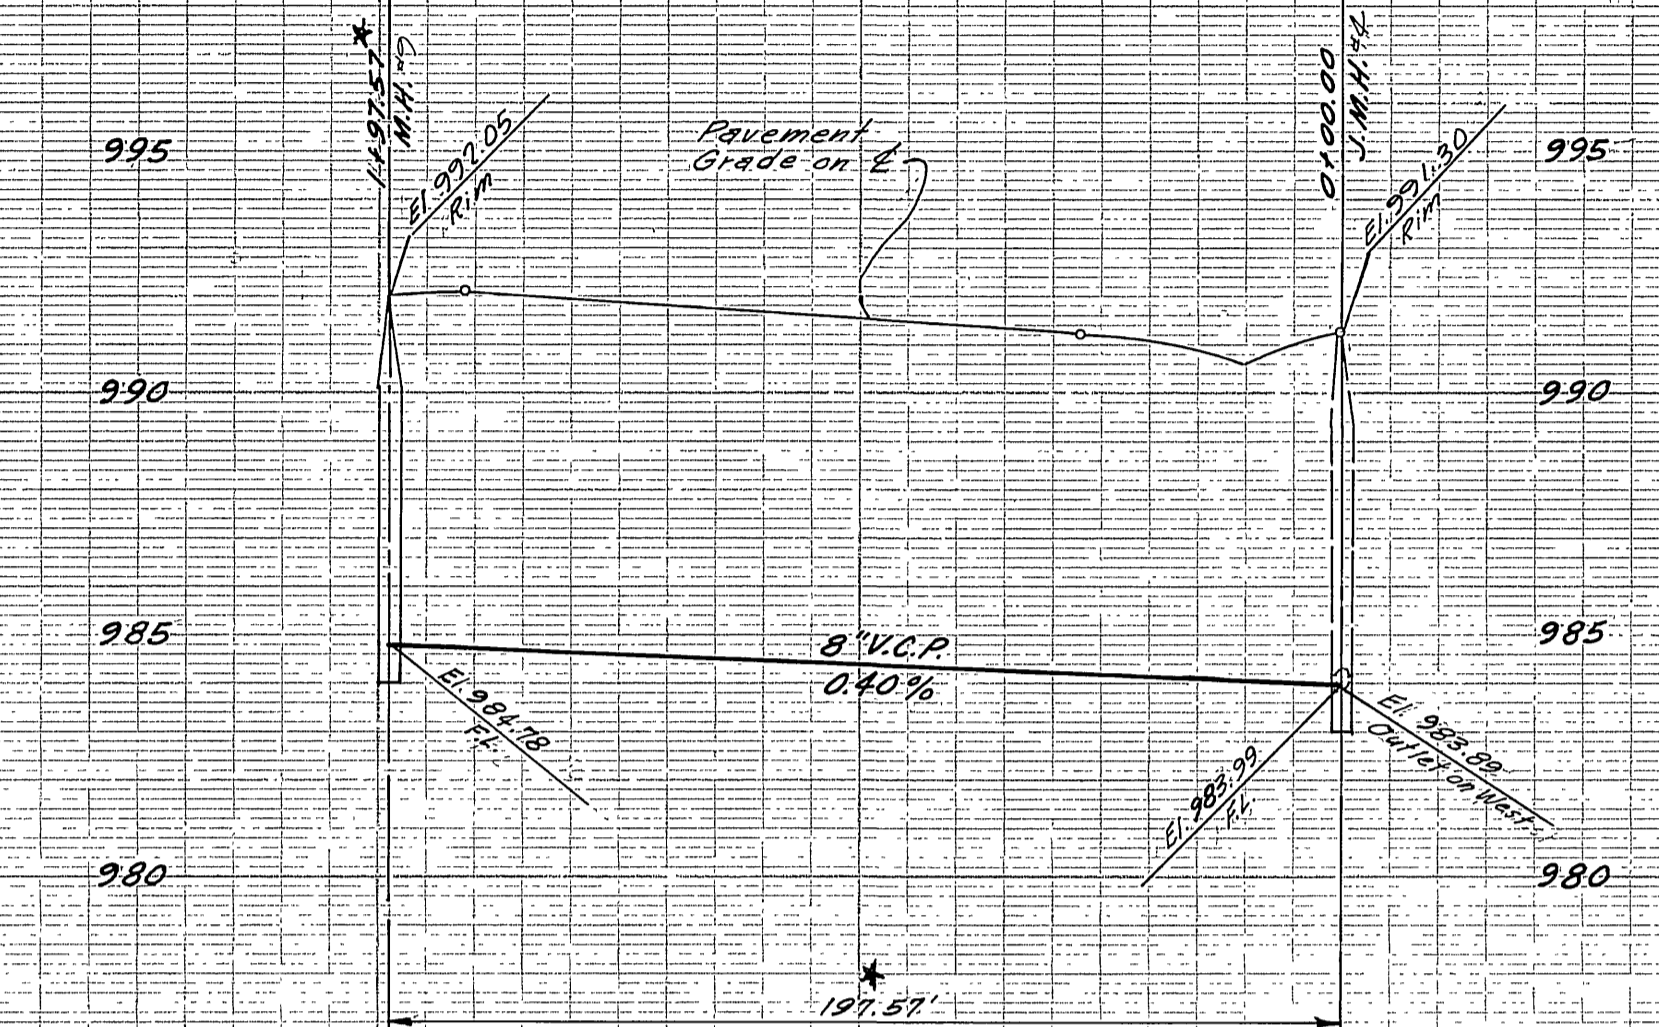 1+97.57 ★
M.H. #9
0+00.00
J.M.H. #4
995
El. 992.05
Rim
Pavement
Grade on ℄
El. 991.30
Rim
995
990
990
985
8" V.C.P.
0.40 %
985
El. 984.78
F.L.
El. 983.99
F.L.
El. 983.89
Outlet on West
980
980
★
197.57'